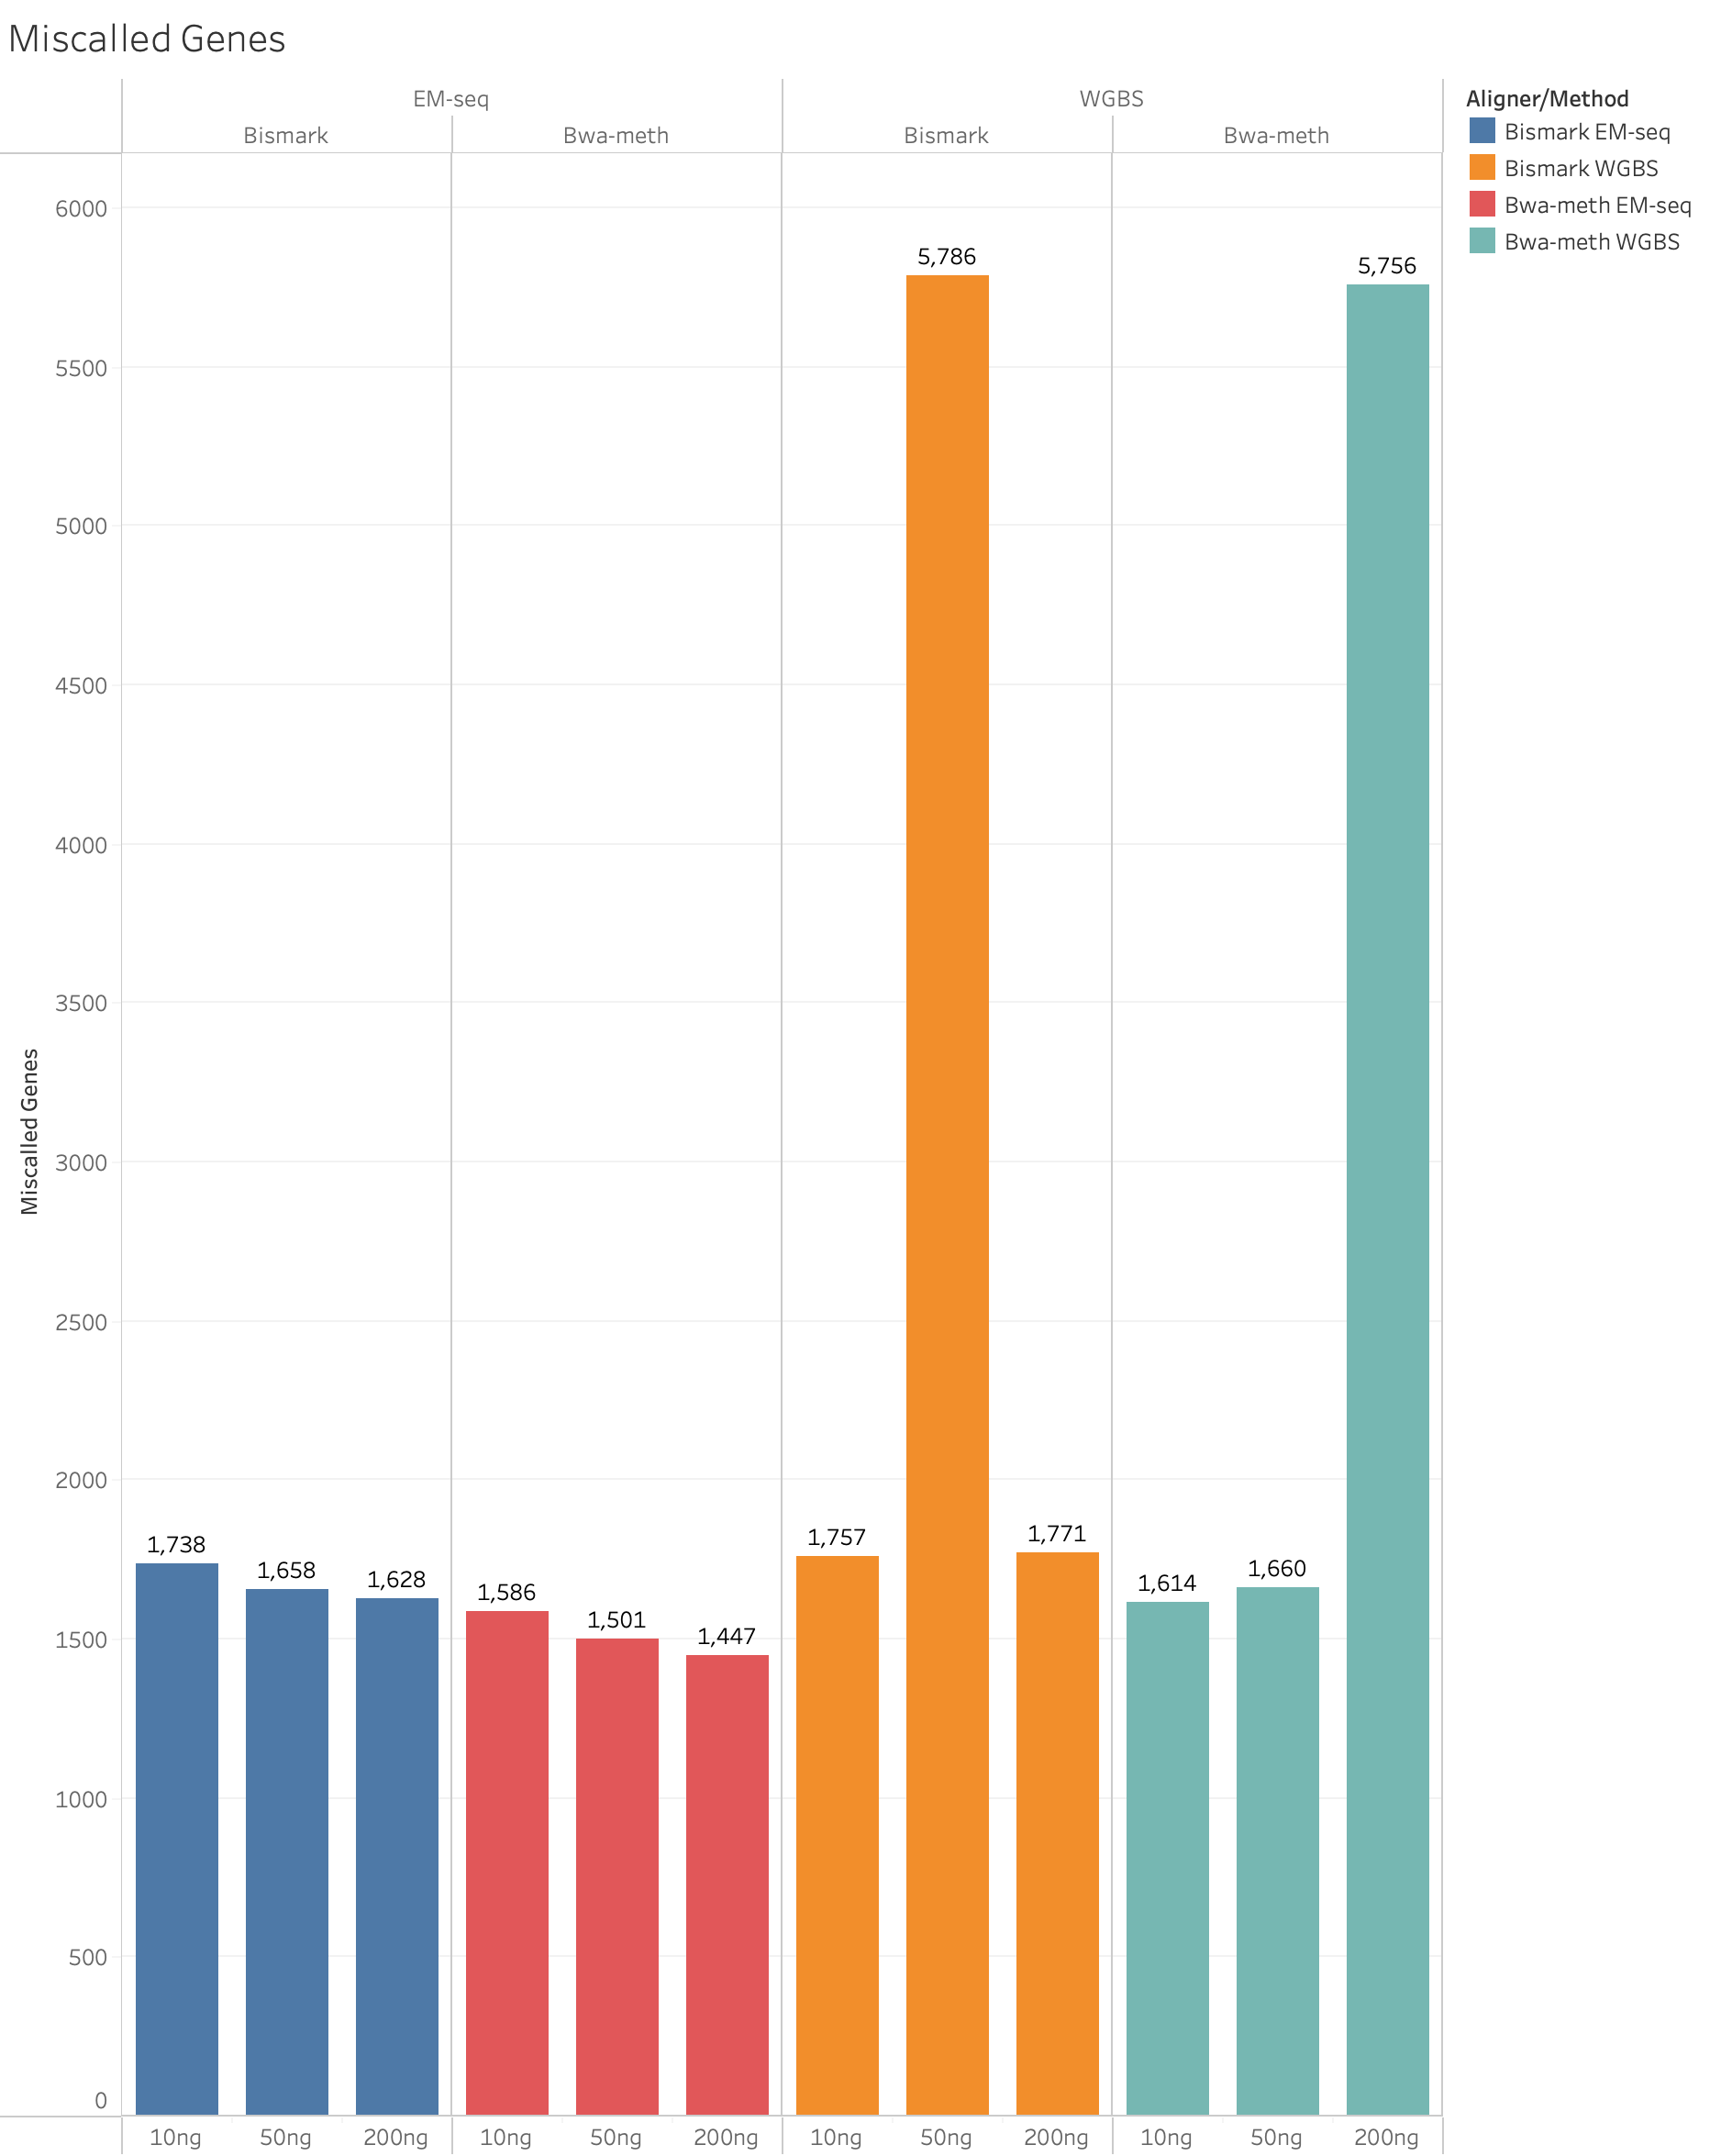 Miscalled Genes
EM-seq WGBS
Bismark Bwa-meth Bismark Bwa-meth
Aligner/Method
Bismark EM-seq
Bismark WGBS
Bwa-meth EM-seq
Bwa-meth WGBS
Miscalled Genes
6000
5500
5000
4500
4000
3500
3000
2500
2000
1500
1000
500
0
1,738
1,658
1,628
1,586
1,501
1,447
1,757
5,786
1,771
1,614
1,660
5,756
10ng 50ng 200ng 10ng 50ng 200ng 10ng 50ng 200ng 10ng 50ng 200ng